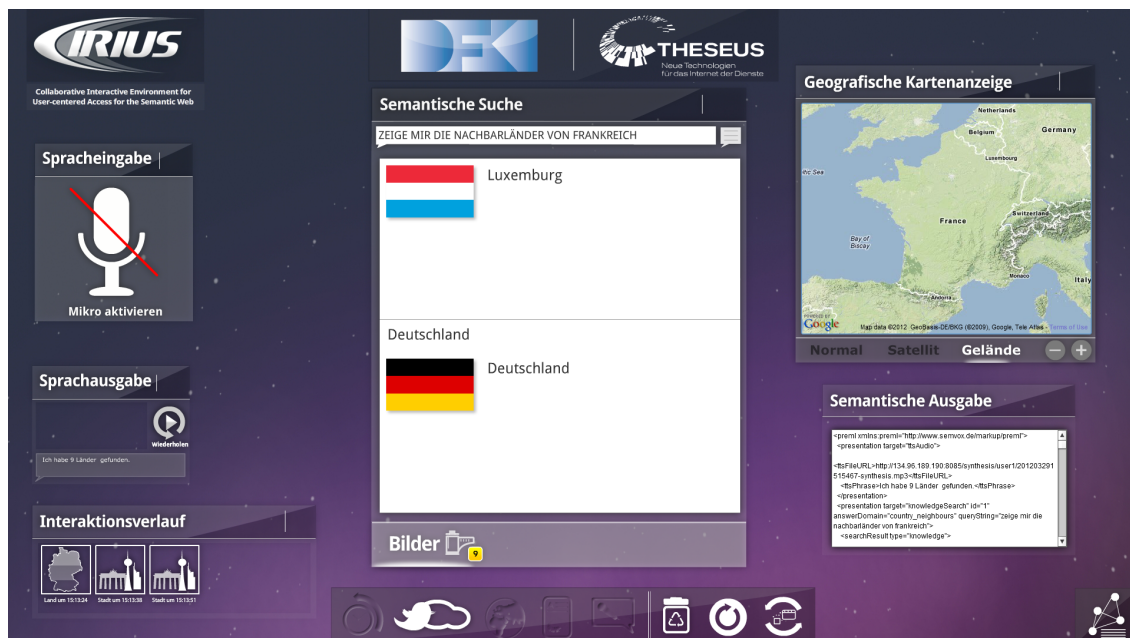 CIRIUS
Collaborative Interactive Environment for
User-centered Access for the Semantic Web
Spracheingabe
Mikro aktivieren
Sprachausgabe
Wiederholen
Ich habe 9 Länder gefunden.
Interaktionsverlauf
Land um 15:13:24 Stadt um 15:13:38 Stadt um 15:13:51
DFK
THESEUS
Neue Technologien
für das Internet der Dienste
Semantische Suche
ZEIGE MIR DIE NACHBARLÄNDER VON FRANKREICH
Luxemburg
Deutschland
Deutschland
Bilder 9
Geografische Kartenanzeige
Netherlands
Belgium
Germany
Luxembourg
ific Sea
France
Switzerland
Bay of
Biscay
Monaco
Italy
Andorra
POWERED BY
Google
Map data ©2012 GeoBasis-DE/BKG (©2009), Google, Tele Atlas - Terms of Use
Normal Satellit Gelände
Semantische Ausgabe
<preml xmlns:preml="http://www.semvox.de/markup/preml">
<presentation target="ttsAudio">
<ttsFileURL>http://134.96.189.190:8085/synthesis/user1/201203291
515467-synthesis.mp3</ttsFileURL>
<ttsPhrase>Ich habe 9 Länder gefunden.</ttsPhrase>
</presentation>
<presentation target="knowledgeSearch" id="1"
answerDomain="country_neighbours" queryString="zeige mir die
nachbarländer von frankreich">
<searchResult type="knowledge">